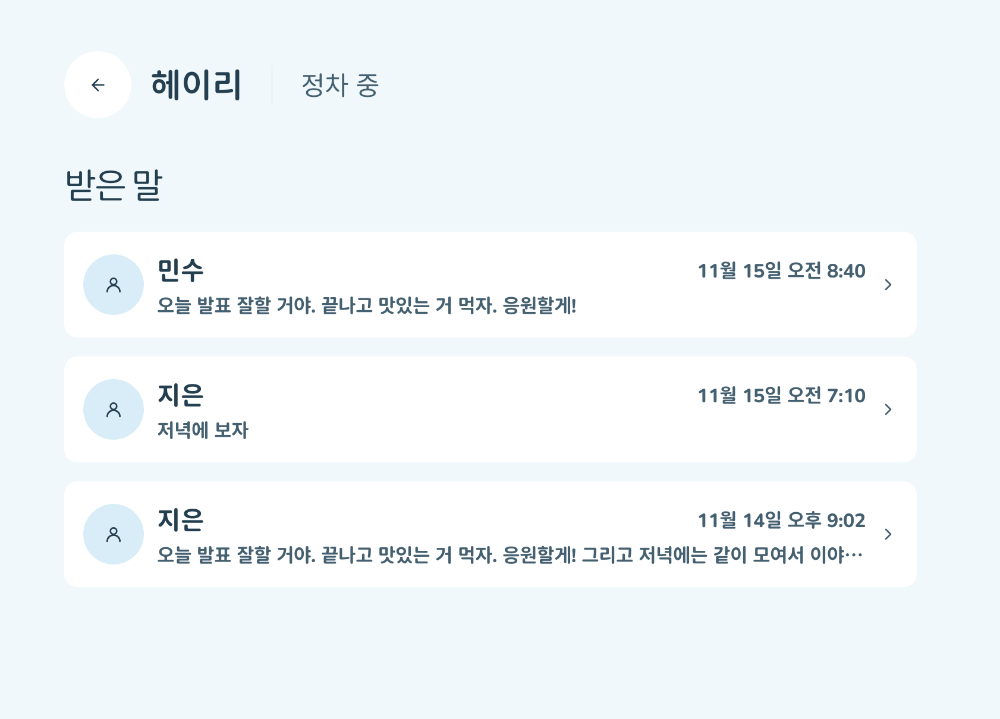 헤이리
정차 중
받은 말
민수
11월 15일 오전 8:40
오늘 발표 잘할 거야. 끝나고 맛있는 거 먹자. 응원할게!
지은
11월 15일 오전 7:10
저녁에 보자
지은
11월 14일 오후 9:02
오늘 발표 잘할 거야. 끝나고 맛있는 거 먹자. 응원할게! 그리고 저녁에는 같이 모여서 이야…